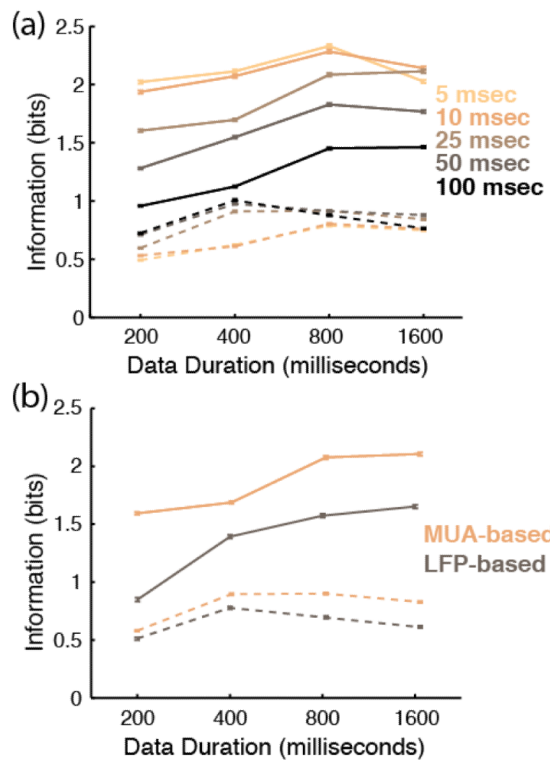 (a)
2.5
2
1.5
1
0.5
0
Information (bits)
5 msec
10 msec
25 msec
50 msec
100 msec
200 400 800 1600
Data Duration (milliseconds)
(b)
2.5
2
1.5
1
0.5
0
Information (bits)
MUA-based
LFP-based
200 400 800 1600
Data Duration (milliseconds)